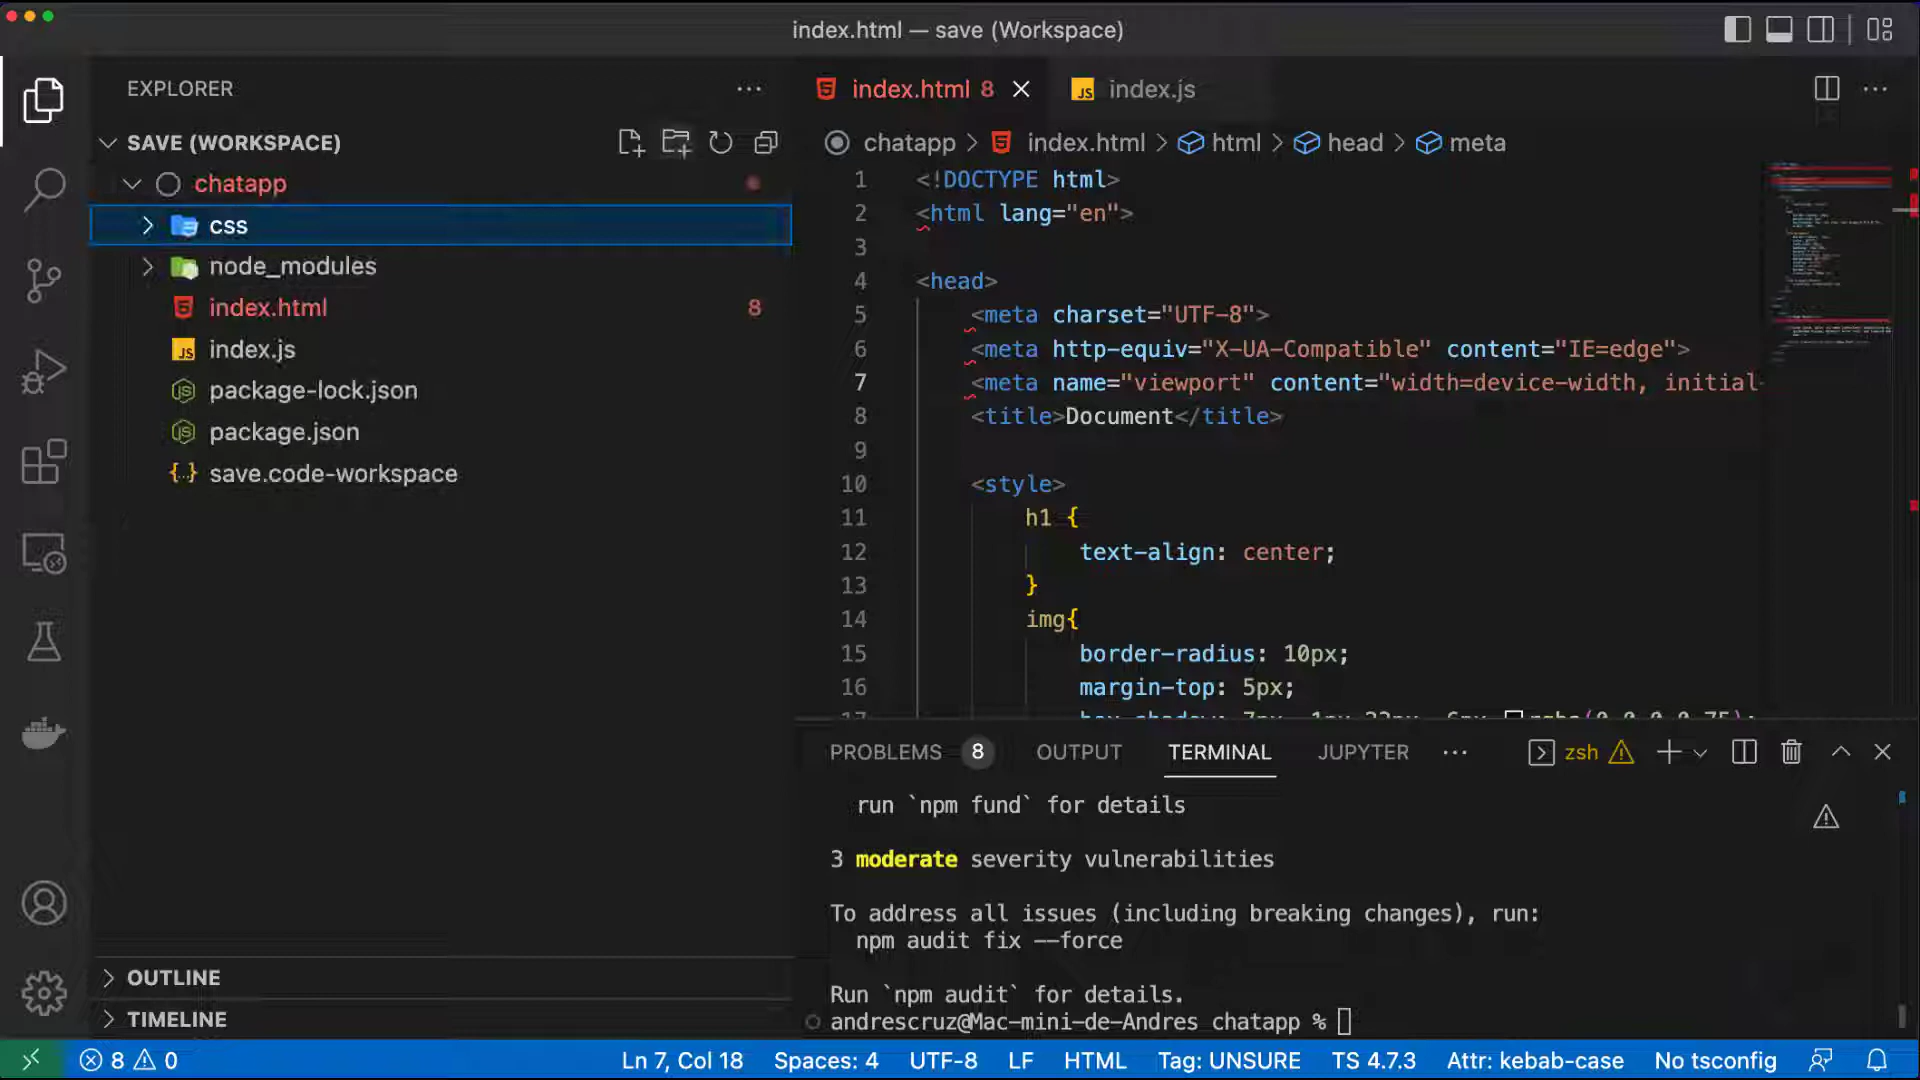 index.html — save (Workspace)
EXPLORER
SAVE (WORKSPACE)
chatapp
css
node_modules
index.html 8
JS index.js
package-lock.json
package.json
{..} save.code-workspace
OUTLINE
TIMELINE
index.html 8
JS index.js
chatapp > index.html > html > head > meta
1 <!DOCTYPE html>
2 <html lang="en">
3
4 <head>
5 <meta charset="UTF-8">
6 <meta http-equiv="X-UA-Compatible" content="IE=edge">
7 <meta name="viewport" content="width=device-width, initial-
8 <title>Document</title>
9
10 <style>
11 h1 {
12 text-align: center;
13 }
14 img{
15 border-radius: 10px;
16 margin-top: 5px;
PROBLEMS 8 OUTPUT TERMINAL JUPYTER ··· zsh
run `npm fund` for details
3 moderate severity vulnerabilities
To address all issues (including breaking changes), run:
npm audit fix --force
Run `npm audit` for details.
andrescruz@Mac-mini-de-Andres chatapp %
8 0 Ln 7, Col 18 Spaces: 4 UTF-8 LF HTML Tag: UNSURE TS 4.7.3 Attr: kebab-case No tsconfig